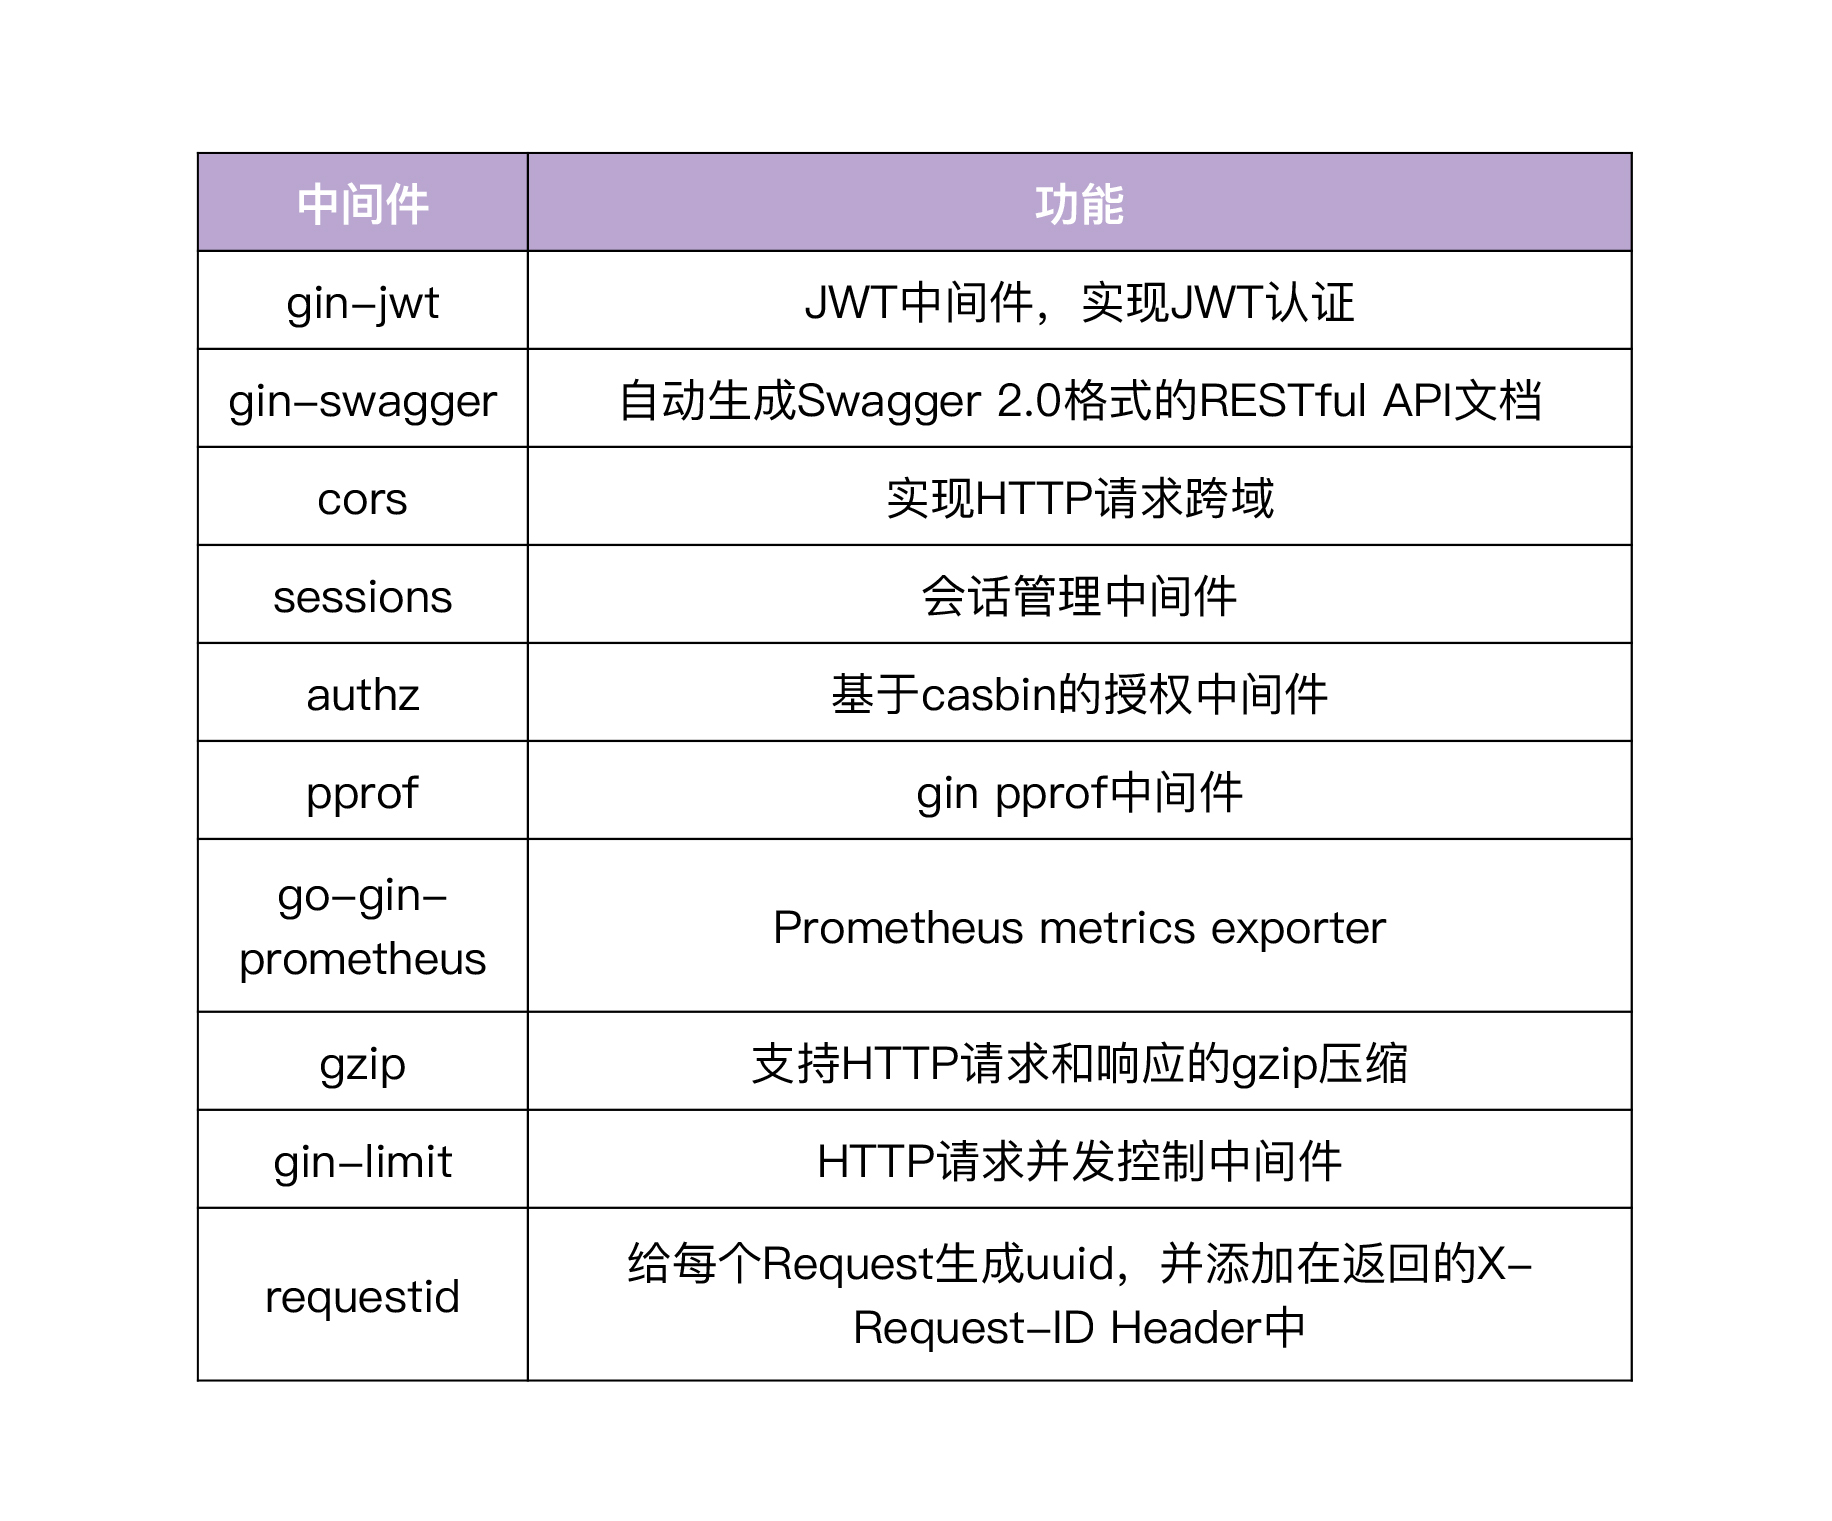 中间件
功能
gin-jwt
JWT中间件，实现JWT认证
gin-swagger
自动生成Swagger 2.0格式的RESTful API文档
cors
实现HTTP请求跨域
sessions
会话管理中间件
authz
基于casbin的授权中间件
pprof
gin pprof中间件
go-gin-
prometheus
Prometheus metrics exporter
gzip
支持HTTP请求和响应的gzip压缩
gin-limit
HTTP请求并发控制中间件
requestid
给每个Request生成uuid，并添加在返回的X-
Request-ID Header中